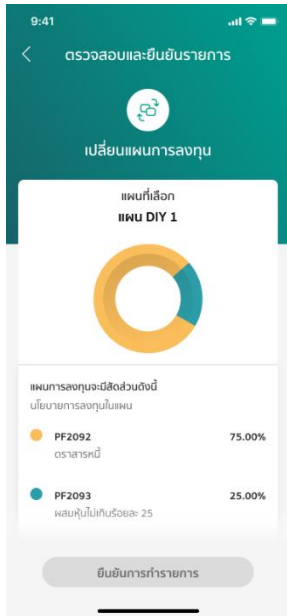 9:41
ตรวจสอบและยืนยันรายการ
เปลี่ยนแผนการลงทุน
แผนที่เลือก
แผน DIY 1
แผนการลงทุนจะมีสัดส่วนดังนี้
นโยบายการลงทุนในแผน
PF2092 75.00%
ตราสารหนี้
PF2093 25.00%
ผสมหุ้นไม่เกินร้อยละ 25
ยืนยันการทำรายการ